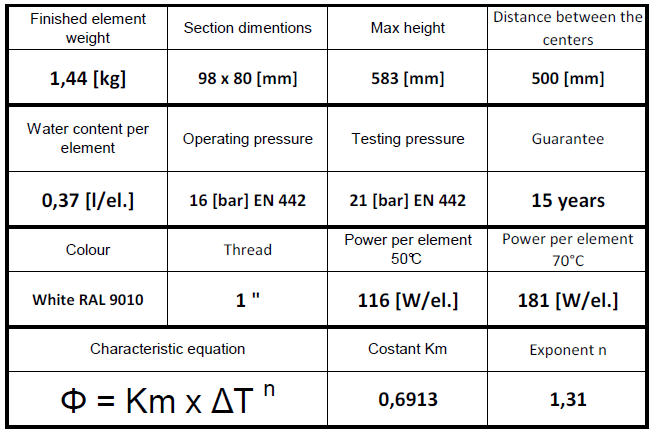 Finished element
weight
Section dimentions
Max height
Distance between the
centers
1,44 [kg]
98 x 80 [mm]
583 [mm]
500 [mm]
Water content per
element
Operating pressure
Testing pressure
Guarantee
0,37 [l/el.]
16 [bar] EN 442
21 [bar] EN 442
15 years
Colour
Thread
Power per element
50°C
Power per element
70°C
White RAL 9010
1 "
116 [W/el.]
181 [W/el.]
Characteristic equation
Costant Km
Exponent n
Φ = Km x ΔT n
0,6913
1,31